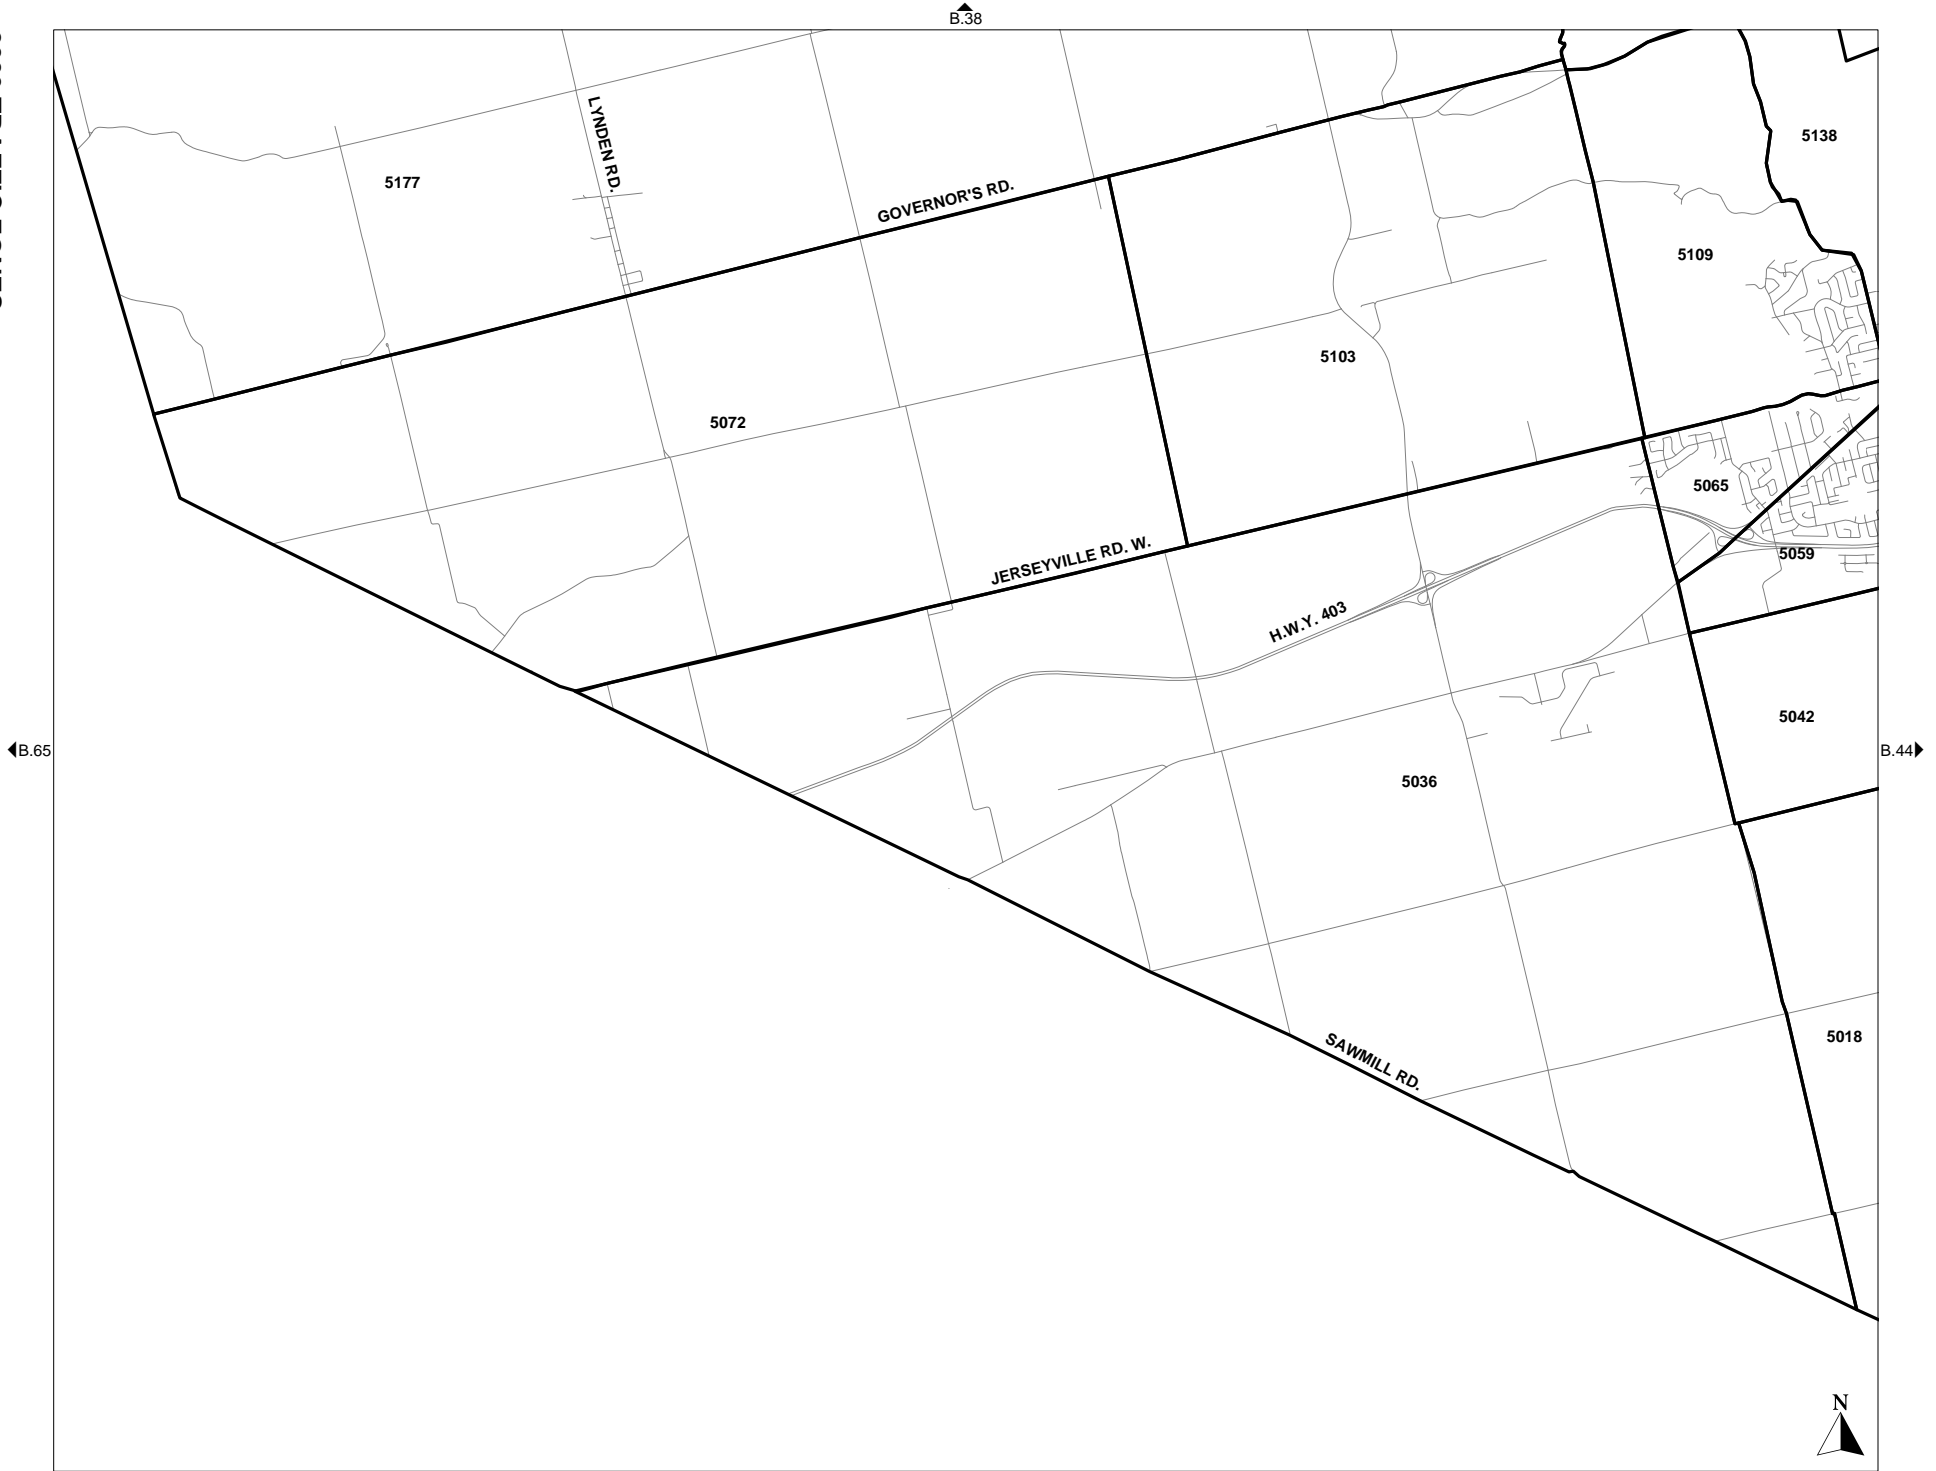 B.38
5138
LYNDEN RD.
5177
GOVERNOR'S RD.
5109
5103
5072
5065
JERSEYVILLE RD. W.
5059
H.W.Y. 403
5042
B.65
B.44
5036
5018
SAWMILL RD.
N